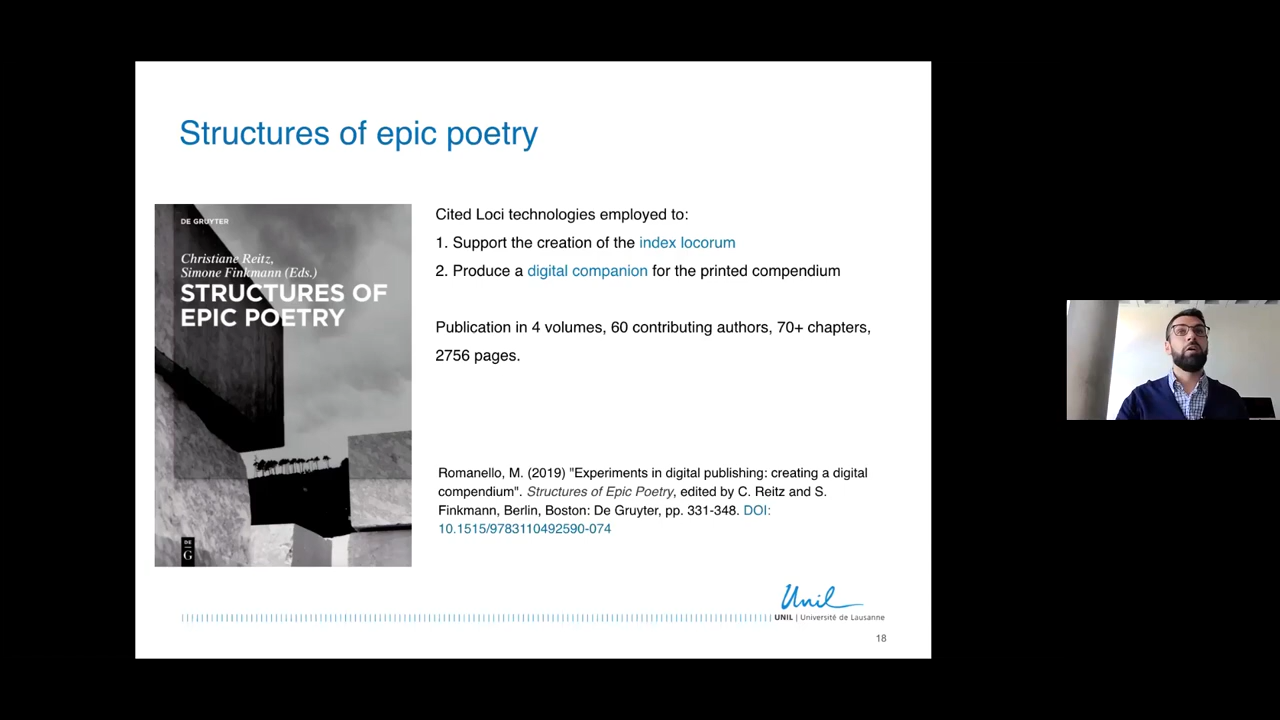 Structures of epic poetry
DE GRUYTER
Christiane Reitz,
Simone Finkmann (Eds.)
STRUCTURES OF
EPIC POETRY
DE
G
Cited Loci technologies employed to:
1. Support the creation of the index locorum
2. Produce a digital companion for the printed compendium
Publication in 4 volumes, 60 contributing authors, 70+ chapters,
2756 pages.
Romanello, M. (2019) "Experiments in digital publishing: creating a digital
compendium". Structures of Epic Poetry, edited by C. Reitz and S.
Finkmann, Berlin, Boston: De Gruyter, pp. 331-348. DOI:
10.1515/9783110492590-074
Unil
UNIL | Université de Lausanne
18